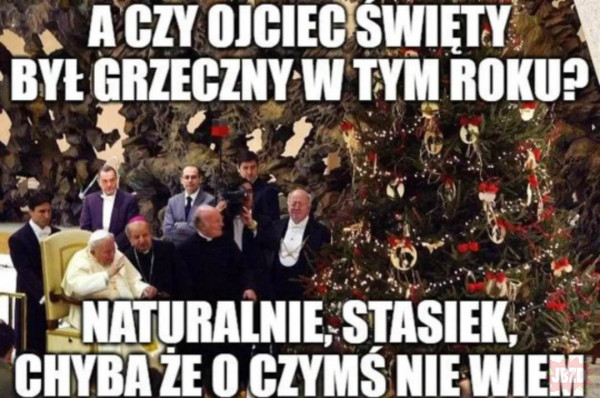 A CZY OJCIEC ŚWIĘTY
BYŁ GRZECZNY W TYM ROKU?
NATURALNIE, STASIEK,
CHYBA ŻE O CZYMŚ NIE WIEM